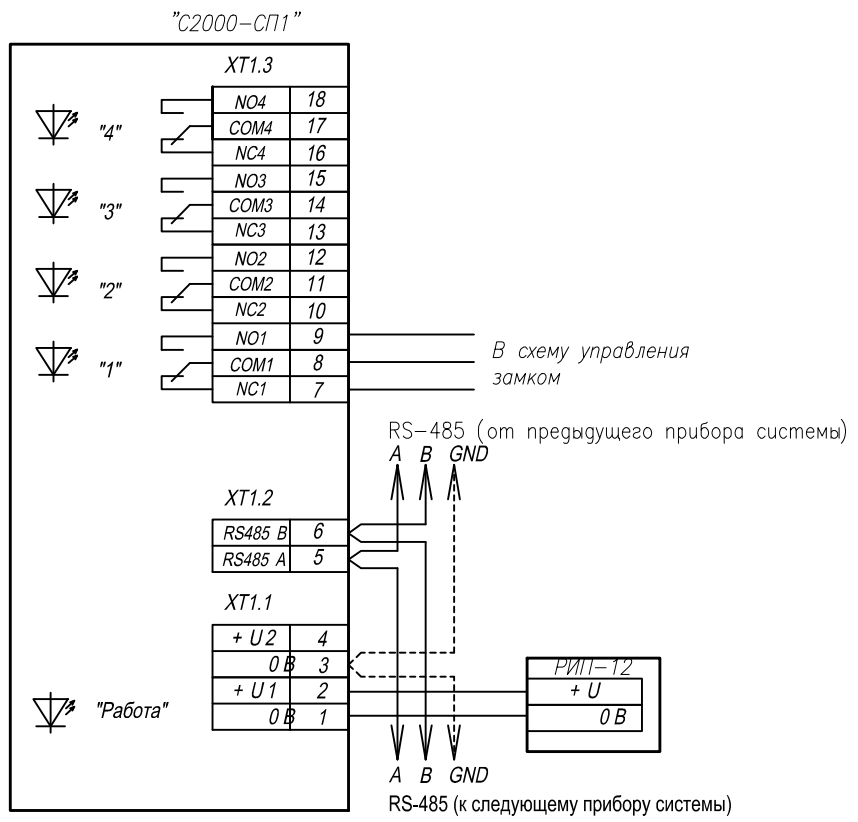 "С2000-СП1"
XT1.3
NO4 18
"4" COM4 17
NC4 16
NO3 15
"3" COM3 14
NC3 13
NO2 12
"2" COM2 11
NC2 10
NO1 9
"1" COM1 8
NC1 7
В схему управления
замком
RS-485 (от предыдущего прибора системы)
A B GND
XT1.2
RS485 B 6
RS485 A 5
XT1.1
+ U2 4
0 В 3
+ U1 2
"Работа" 0 В 1
РИП-12
+ U
0 В
A B GND
RS-485 (к следующему прибору системы)